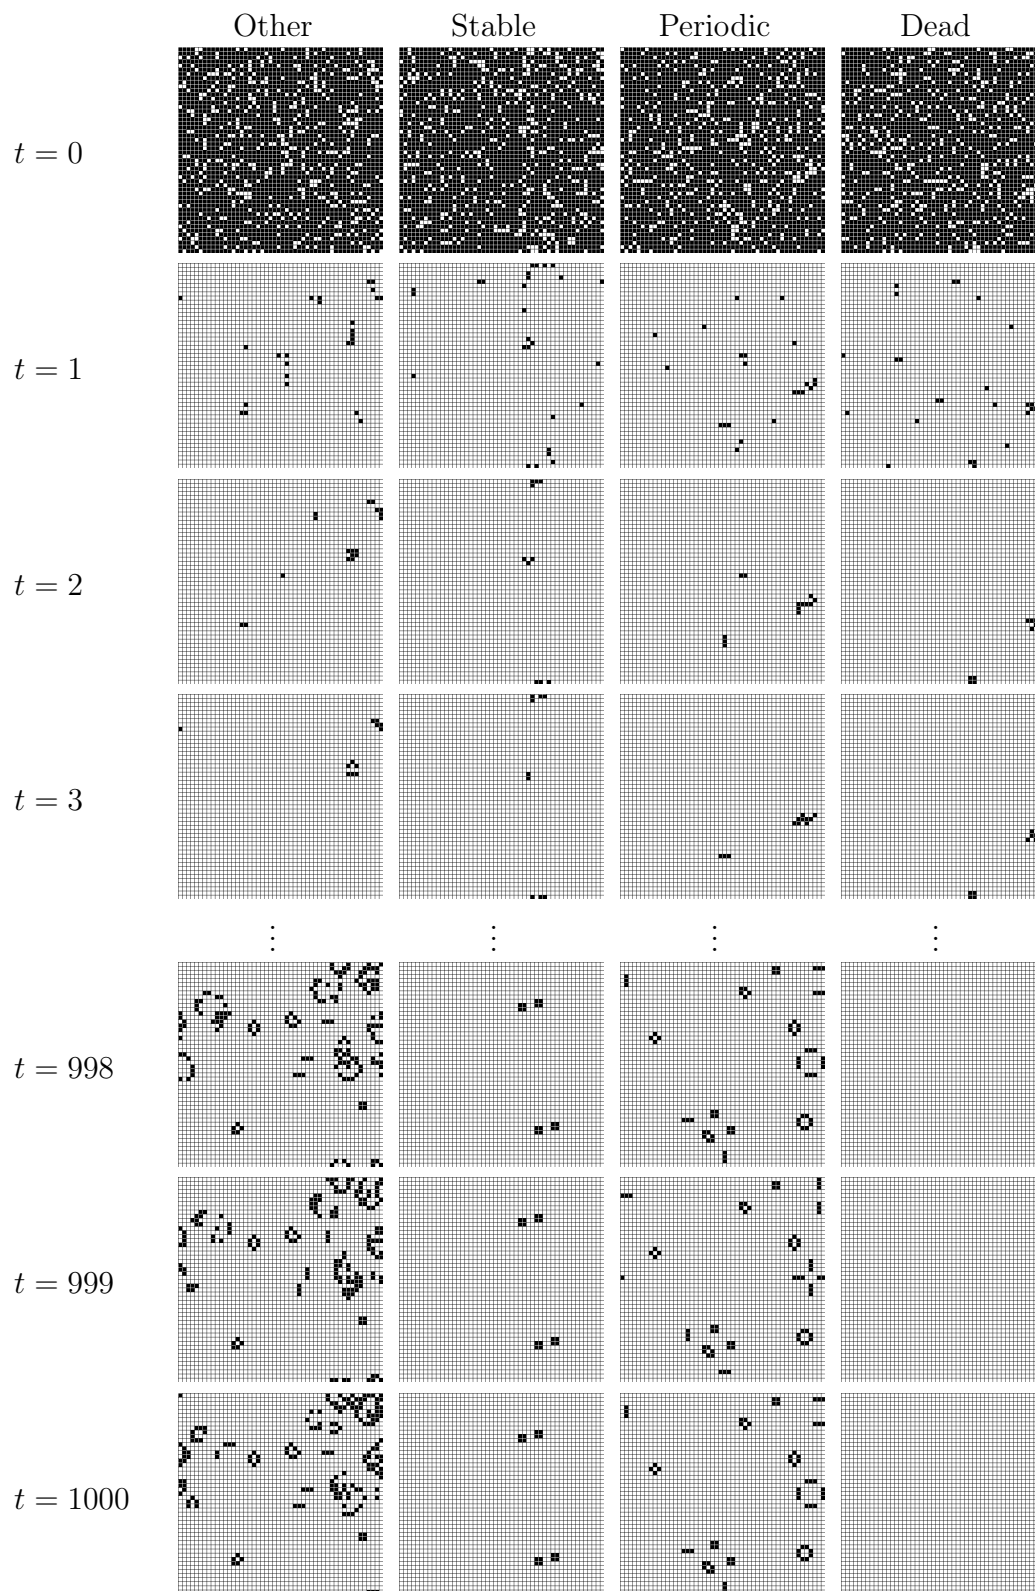 Other Stable Periodic Dead
t = 0
t = 1
t = 2
t = 3
⋮ ⋮ ⋮ ⋮
t = 998
t = 999
t = 1000